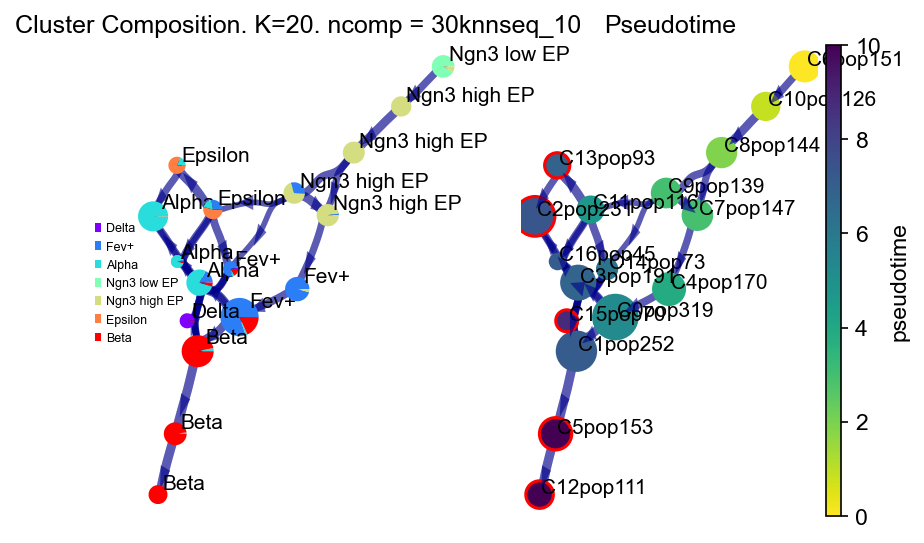 Cluster Composition. K=20. ncomp = 30knnseq_10
Pseudotime
Ngn3 low EP
Ngn3 high EP
Ngn3 high EP
Epsilon
Ngn3 high EP
Alpha
Epsilon
Ngn3 high EP
Alpha
Fev+
Alpha
Fev+
Fev+
Delta
Beta
Beta
Beta
Delta
Fev+
Alpha
Ngn3 low EP
Ngn3 high EP
Epsilon
Beta
C6pop151
C10pop126
C8pop144
C13pop93
C9pop139
C11pop116
C2pop231
C7pop147
C16pop45
C14pop73
C3pop191
C4pop170
C15pop70
C0pop319
C1pop252
C5pop153
C12pop111
10
8
6
4
2
0
pseudotime